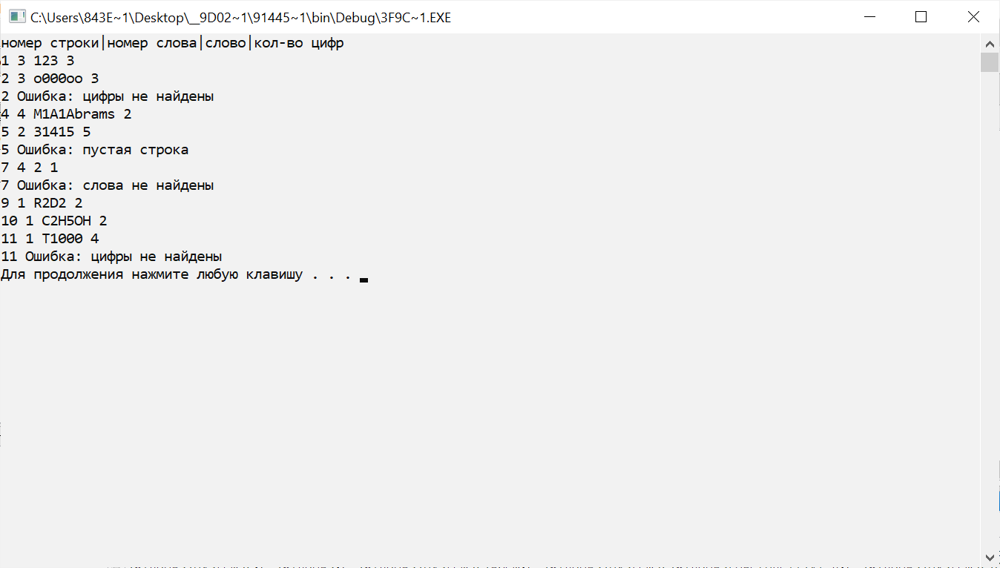 C:\Users\843E~1\Desktop\__9D02~1\91445~1\bin\Debug\3F9C~1.EXE
номер строки|номер слова|слово|кол-во цифр
1 3 123 3
2 3 o000oo 3
2 Ошибка: цифры не найдены
4 4 M1A1Abrams 2
5 2 31415 5
5 Ошибка: пустая строка
7 4 2 1
7 Ошибка: слова не найдены
9 1 R2D2 2
10 1 C2H5OH 2
11 1 T1000 4
11 Ошибка: цифры не найдены
Для продолжения нажмите любую клавишу . . .